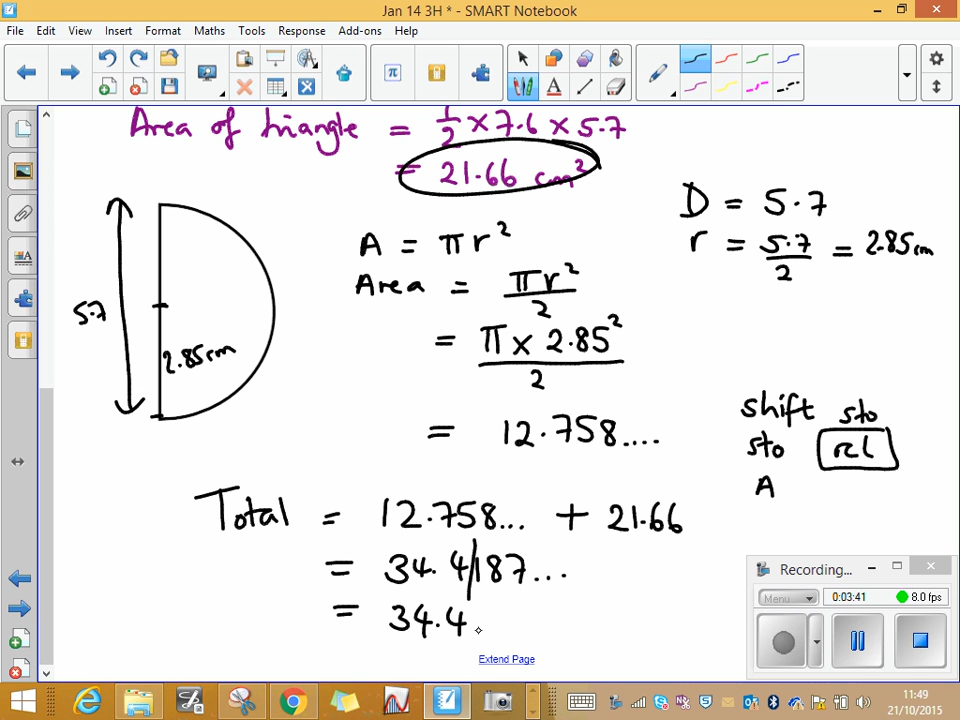 Jan 14 3H * - SMART Notebook
File Edit View Insert Format Maths Tools Response Add-ons Help
Area of triangle = 1/2 × 7.6 × 5.7
= 21.66 cm²
D = 5.7
r = 5.7/2 = 2.85cm
A = πr²
Area = πr²/2
= π × 2.85²/2
= 12.758....
5.7
2.85cm
shift sto
sto rcl
A
Total = 12.758... + 21.66
= 34.4|187...
= 34.4
Extend Page
Recording...
Menu 0:03:41 8.0 fps
11:49
21/10/2015